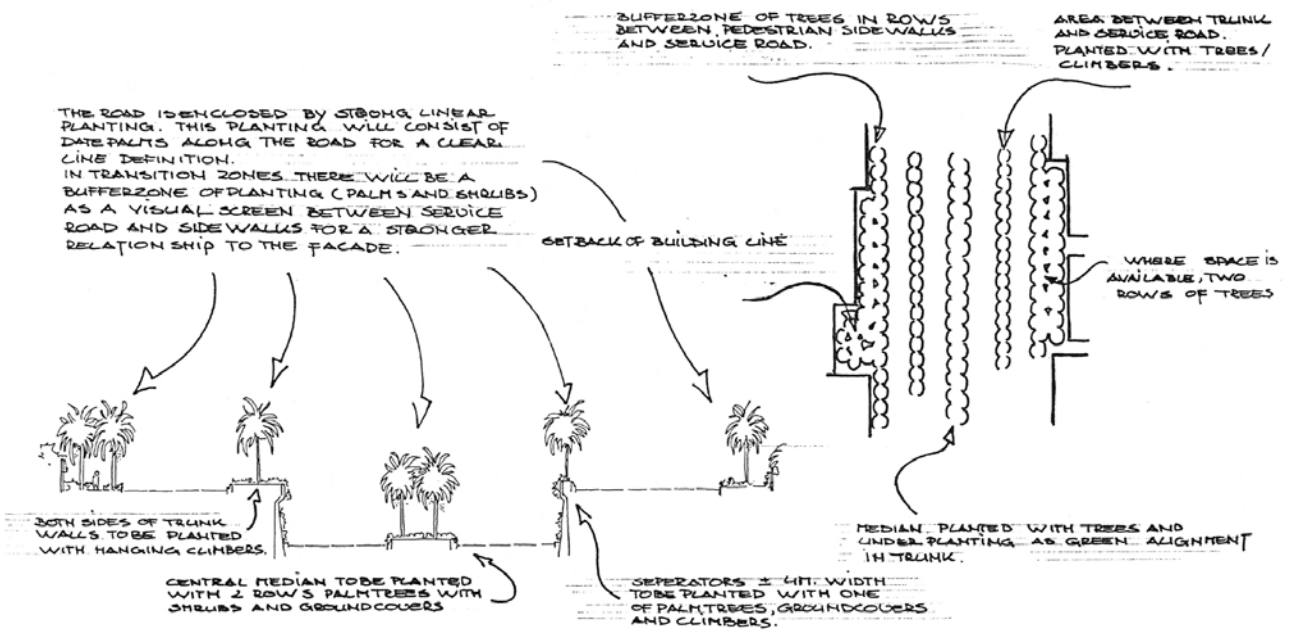 BUFFERZONE OF TREES IN ROWS
BETWEEN PEDESTRIAN SIDEWALKS
AND SERVICE ROAD.
AREA BETWEEN TRUNK
AND SERVICE ROAD.
PLANTED WITH TREES/
CLIMBERS.
THE ROAD IS ENCLOSED BY STRONG LINEAR
PLANTING. THIS PLANTING WILL CONSIST OF
DATE PALMS ALONG THE ROAD FOR A CLEAR
LINE DEFINITION.
IN TRANSITION ZONES THERE WILL BE A
BUFFERZONE OF PLANTING (PALMS AND SHRUBS)
AS A VISUAL SCREEN BETWEEN SERVICE
ROAD AND SIDEWALKS FOR A STRONGER
RELATION SHIP TO THE FACADE.
SETBACK OF BUILDING LINE
WHERE SPACE IS
AVAILABLE, TWO
ROWS OF TREES
BOTH SIDES OF TRUNK
WALLS TO BE PLANTED
WITH HANGING CLIMBERS.
CENTRAL MEDIAN TO BE PLANTED
WITH 2 ROWS PALMTREES WITH
SHRUBS AND GROUNDCOVERS
SEPERATORS ± 4M. WIDTH
TO BE PLANTED WITH ONE
OF PALMTREES, GROUNDCOVERS
AND CLIMBERS.
MEDIAN PLANTED WITH TREES AND
UNDER PLANTING AS GREEN ALIGNMENT
IN TRUNK.